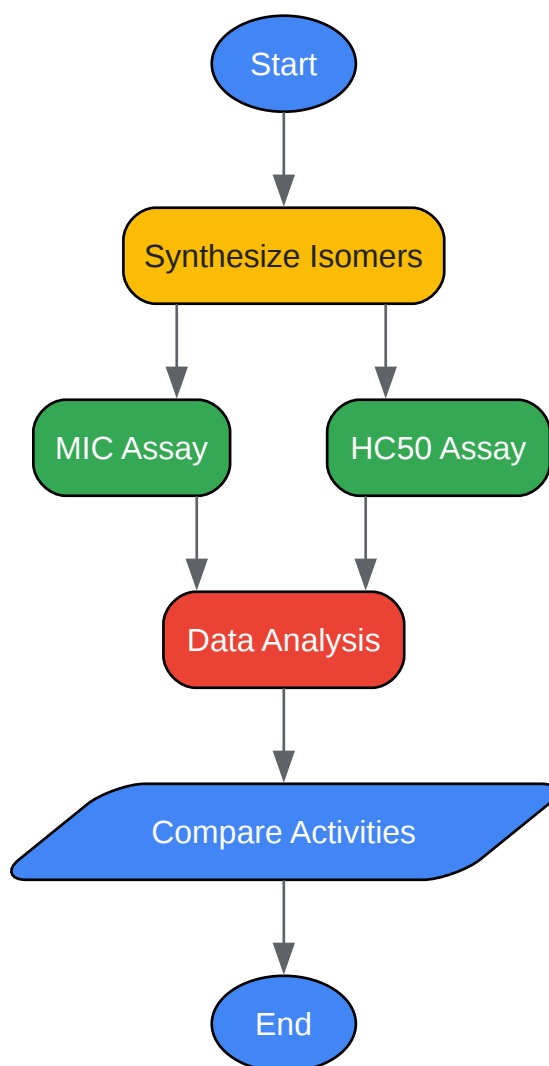 Start
Synthesize Isomers
MIC Assay
HC50 Assay
Data Analysis
Compare Activities
End